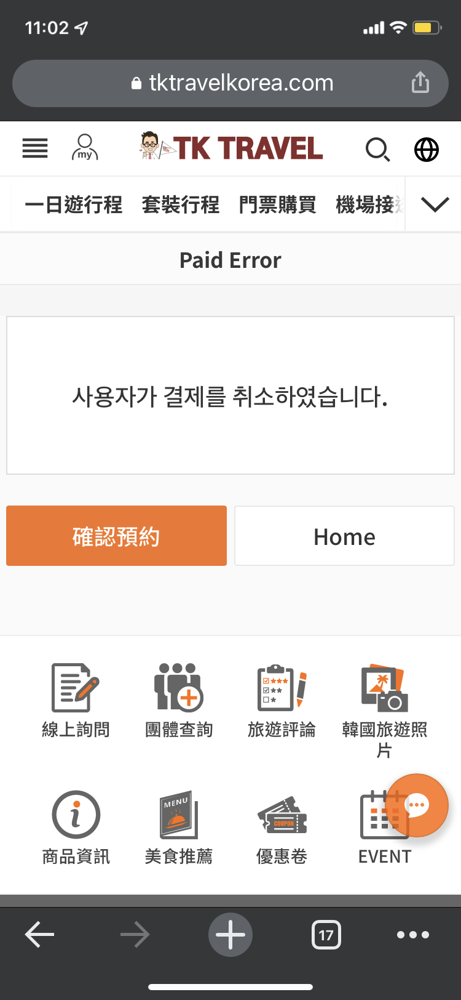 11:02
tktravelkorea.com
my
TK TRAVEL
一日遊行程 套裝行程 門票購買 機場接
Paid Error
사용자가 결제를 취소하였습니다.
確認預約 Home
線上詢問 團體查詢 旅遊評論 韓國旅遊照片
MENU
COUPON
商品資訊 美食推薦 優惠卷 EVENT
17